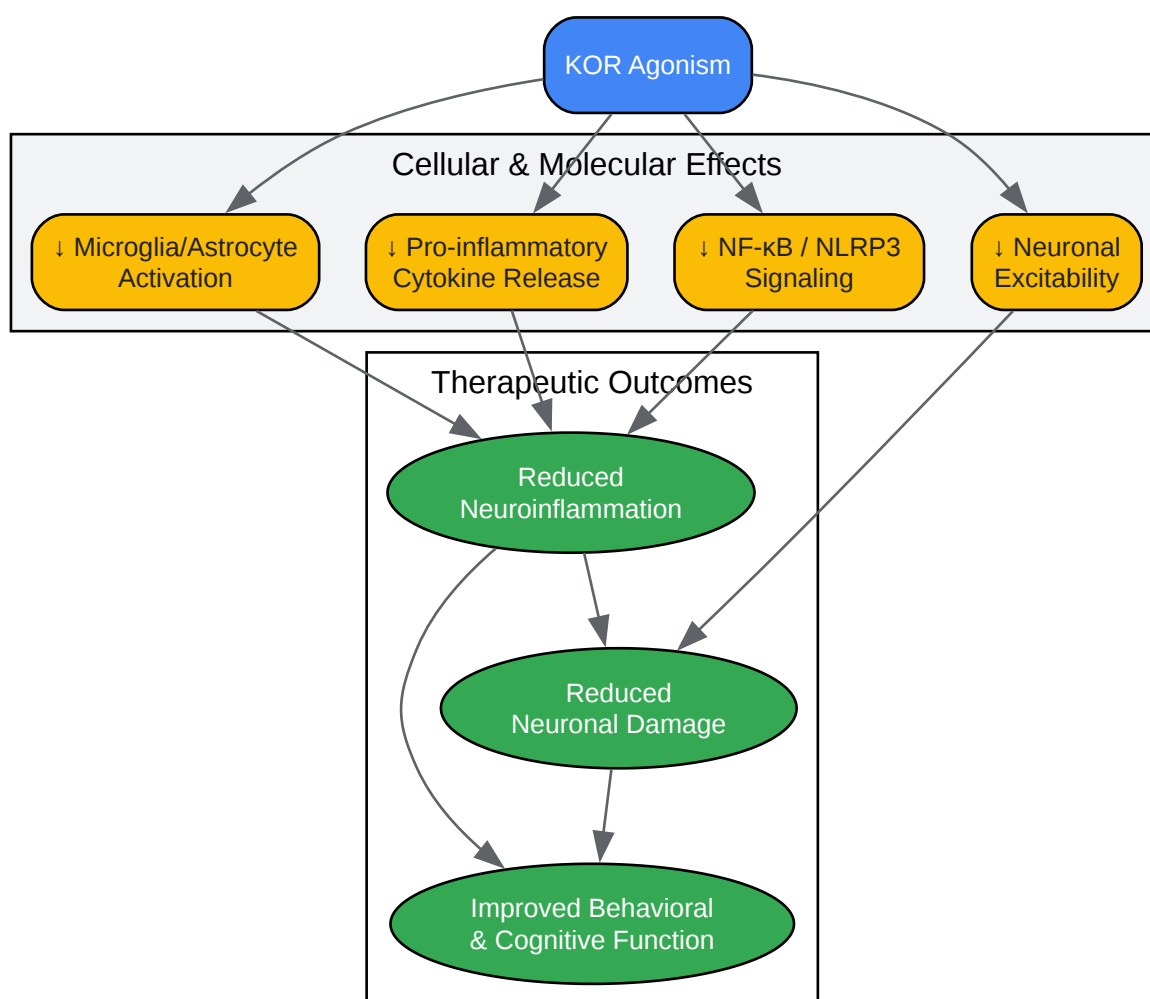 KOR Agonism
Cellular & Molecular Effects
↓ Microglia/Astrocyte
Activation
↓ Pro-inflammatory
Cytokine Release
↓ NF-κB / NLRP3
Signaling
↓ Neuronal
Excitability
Therapeutic Outcomes
Reduced
Neuroinflammation
Reduced
Neuronal Damage
Improved Behavioral
& Cognitive Function